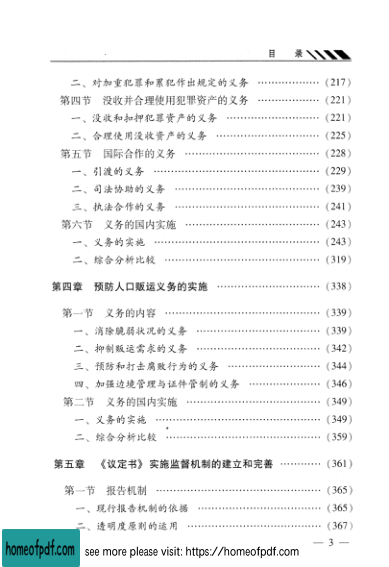 目 录
二、对加重犯罪和累犯作出规定的义务 ………………… (217)
第四节 没收并合理使用犯罪资产的义务 ………………… (221)
一、没收和扣押犯罪资产的义务 ………………………… (221)
二、合理使用没收资产的义务 …………………………… (225)
第五节 国际合作的义务 …………………………………… (228)
一、引渡的义务 …………………………………………… (229)
二、司法协助的义务 ……………………………………… (239)
三、执法合作的义务 ……………………………………… (241)
第六节 义务的国内实施 …………………………………… (243)
一、义务的实施 …………………………………………… (243)
二、综合分析比较 ………………………………………… (319)
第四章 预防人口贩运义务的实施 ………………………… (338)
第一节 义务的内容 ………………………………………… (339)
一、消除脆弱状况的义务 ………………………………… (339)
二、抑制贩运需求的义务 ………………………………… (342)
三、预防和打击腐败行为的义务 ………………………… (344)
四、加强边境管理与证件管制的义务 …………………… (346)
第二节 义务的国内实施 …………………………………… (349)
一、义务的实施 …………………………………………… (349)
二、综合分析比较 ………………………………………… (359)
第五章 《议定书》实施监督机制的建立和完善 ………… (361)
第一节 报告机制 …………………………………………… (365)
一、现行报告机制的依据 ………………………………… (365)
二、透明度原则的运用 …………………………………… (367)
— 3 —
homeofpdf.com see more please visit: https://homeofpdf.com